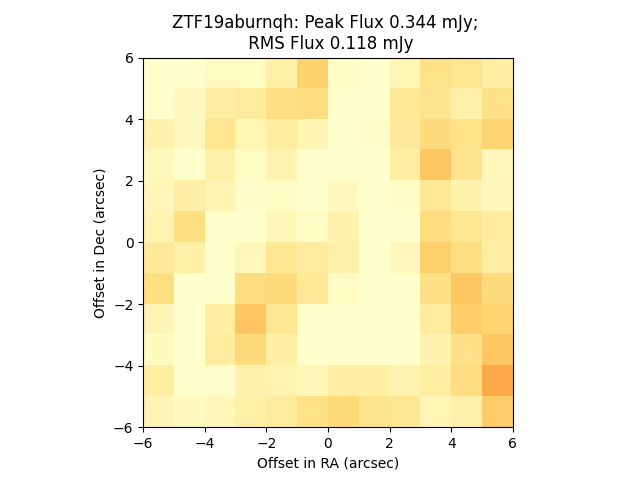 ZTF19aburnqh: Peak Flux 0.344 mJy;
RMS Flux 0.118 mJy
6
4
2
0
−2
−4
−6
Offset in Dec (arcsec)
−6 −4 −2 0 2 4 6
Offset in RA (arcsec)